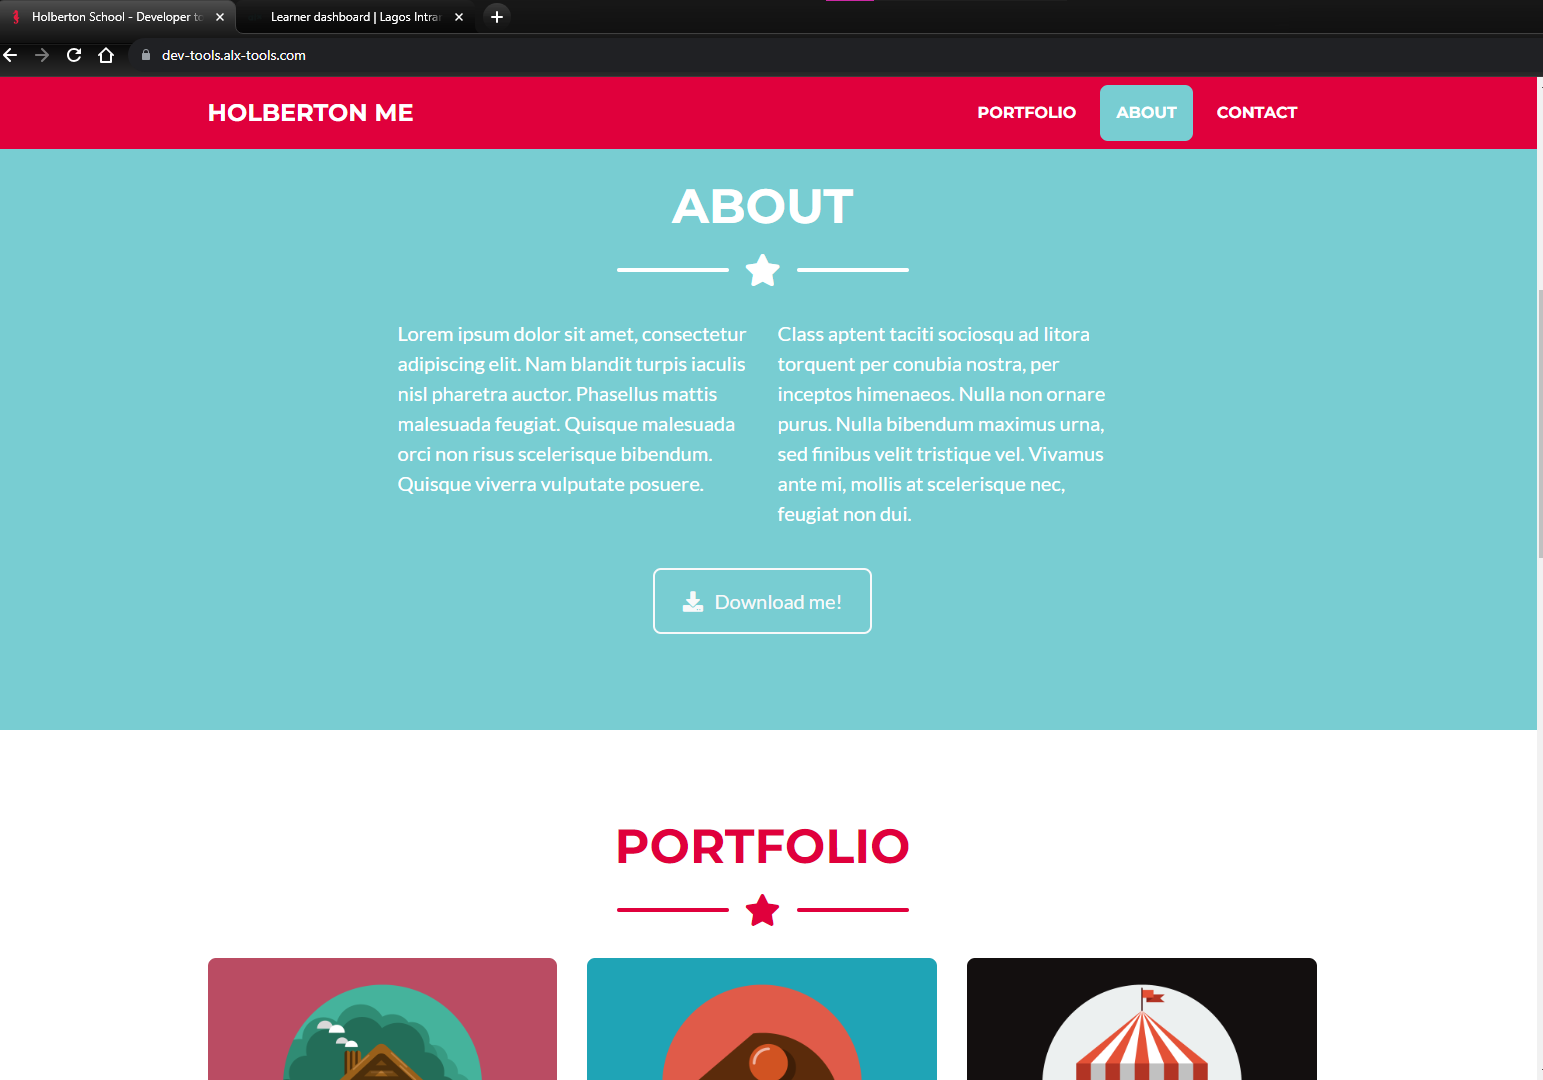 Holberton School - Developer to
Learner dashboard | Lagos Intran
dev-tools.alx-tools.com
HOLBERTON ME
PORTFOLIO
ABOUT
CONTACT
ABOUT
Lorem ipsum dolor sit amet, consectetur
adipiscing elit. Nam blandit turpis iaculis
nisl pharetra auctor. Phasellus mattis
malesuada feugiat. Quisque malesuada
orci non risus scelerisque bibendum.
Quisque viverra vulputate posuere.
Class aptent taciti sociosqu ad litora
torquent per conubia nostra, per
inceptos himenaeos. Nulla non ornare
purus. Nulla bibendum maximus urna,
sed finibus velit tristique vel. Vivamus
ante mi, mollis at scelerisque nec,
feugiat non dui.
Download me!
PORTFOLIO